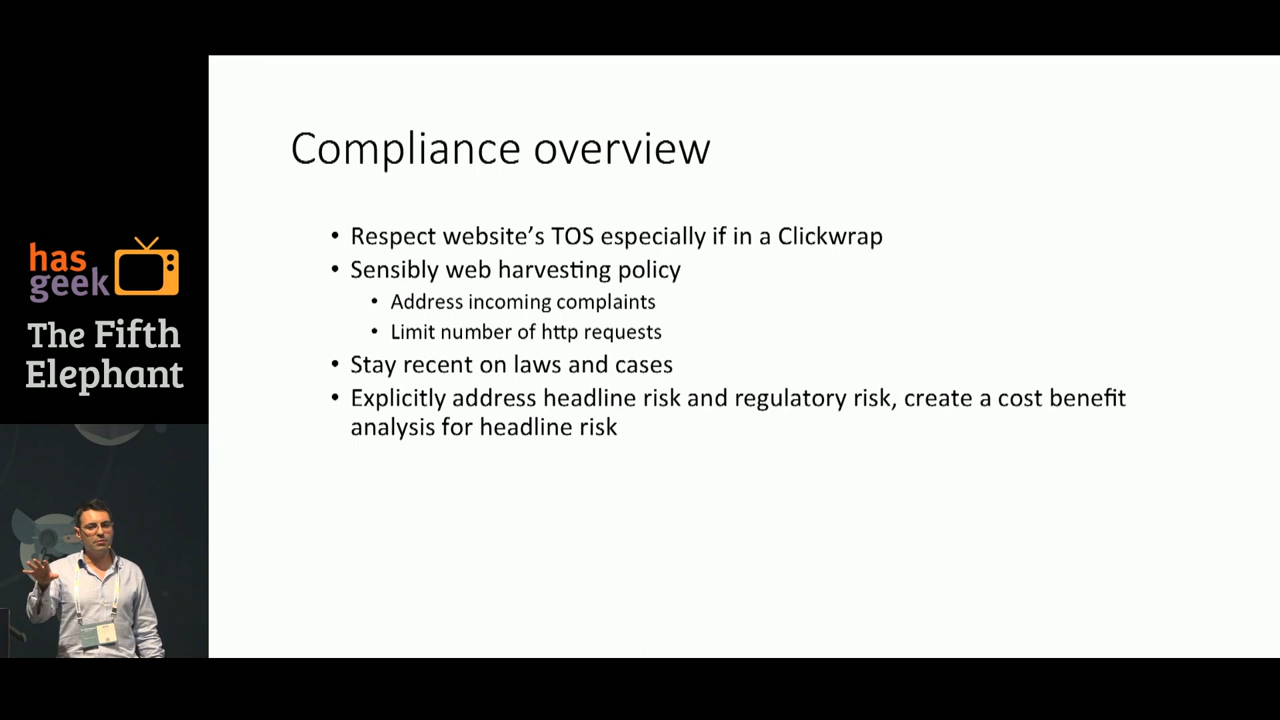 Compliance overview
• Respect website's TOS especially if in a Clickwrap
• Sensibly web harvesting policy
• Address incoming complaints
• Limit number of http requests
• Stay recent on laws and cases
• Explicitly address headline risk and regulatory risk, create a cost benefit
analysis for headline risk
has
geek
The Fifth
Elephant